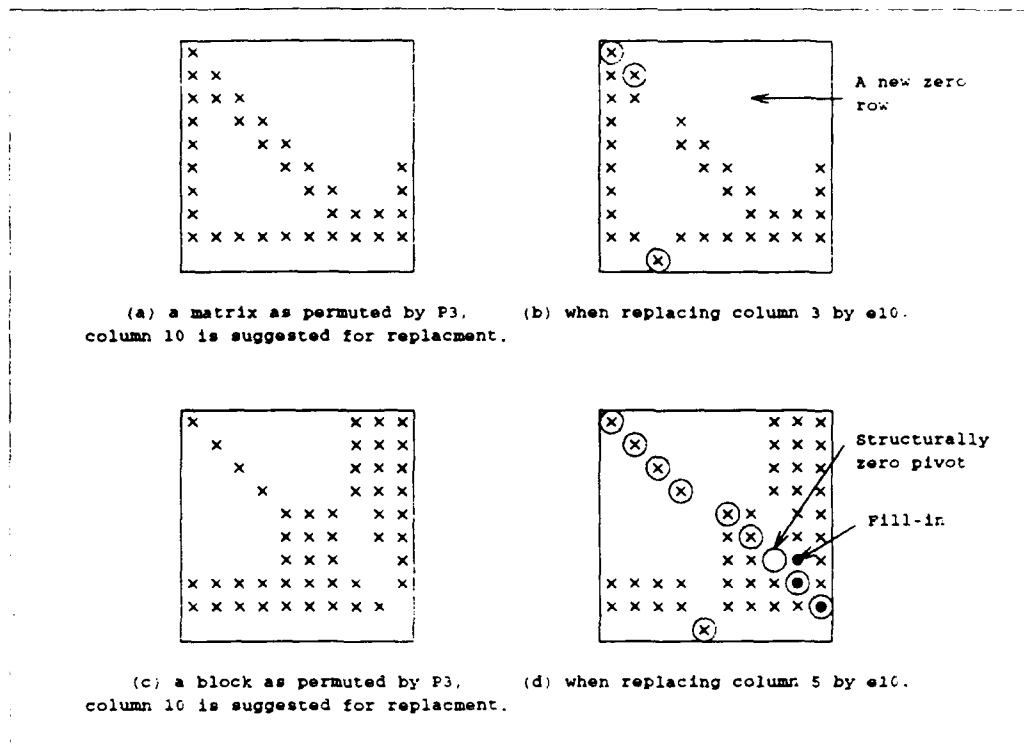 A new zero
row
(a) a matrix as permuted by P3,
column 10 is suggested for replacment.
(b) when replacing column 3 by e10.
Structurally
zero pivot
Fill-in
(c) a block as permuted by P3,
column 10 is suggested for replacment.
(d) when replacing column 5 by e10.